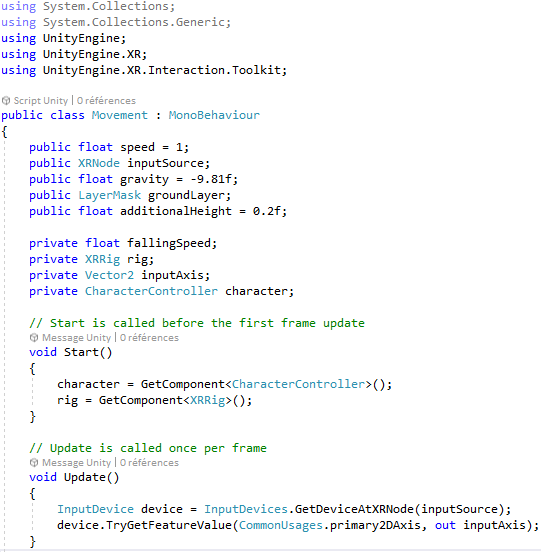 using System.Collections;
using System.Collections.Generic;
using UnityEngine;
using UnityEngine.XR;
using UnityEngine.XR.Interaction.Toolkit;
Script Unity | 0 références
public class Movement : MonoBehaviour
{
public float speed = 1;
public XRNode inputSource;
public float gravity = -9.81f;
public LayerMask groundLayer;
public float additionalHeight = 0.2f;
private float fallingSpeed;
private XRRig rig;
private Vector2 inputAxis;
private CharacterController character;
// Start is called before the first frame update
Message Unity | 0 références
void Start()
{
character = GetComponent<CharacterController>();
rig = GetComponent<XRRig>();
}
// Update is called once per frame
Message Unity | 0 références
void Update()
{
InputDevice device = InputDevices.GetDeviceAtXRNode(inputSource);
device.TryGetFeatureValue(CommonUsages.primary2DAxis, out inputAxis);
}